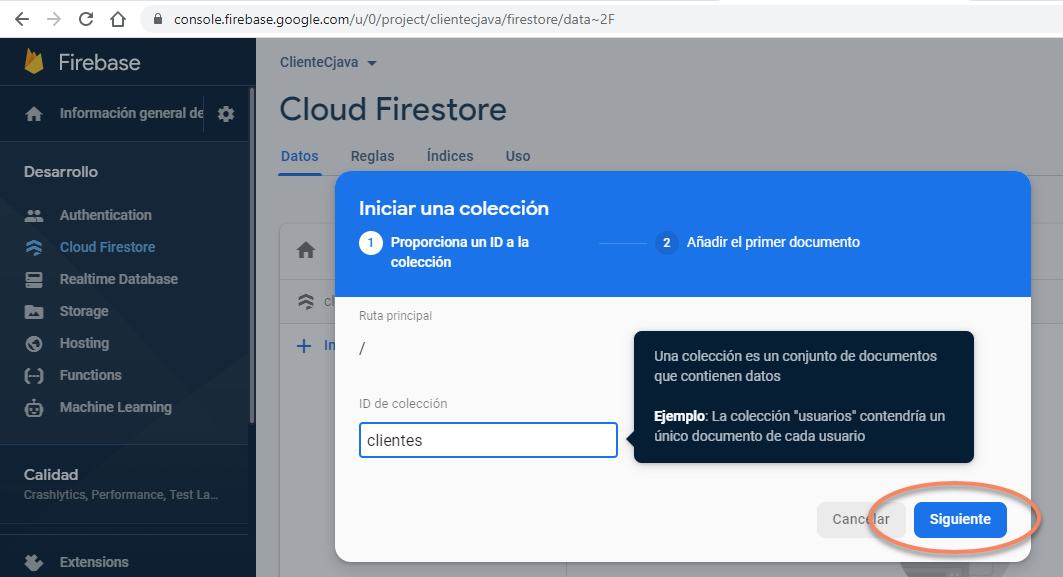 console.firebase.google.com/u/0/project/clientecjava/firestore/data~2F
Firebase
ClienteCjava
Información general de
Cloud Firestore
Datos Reglas Índices Uso
Desarrollo
Authentication
Cloud Firestore
Realtime Database
Storage
Hosting
Functions
Machine Learning
Calidad
Crashlytics, Performance, Test La...
Extensions
Iniciar una colección
1 Proporciona un ID a la
colección
2 Añadir el primer documento
Ruta principal
/
ID de colección
clientes
Una colección es un conjunto de documentos
que contienen datos
Ejemplo: La colección "usuarios" contendría un
único documento de cada usuario
Cancelar Siguiente